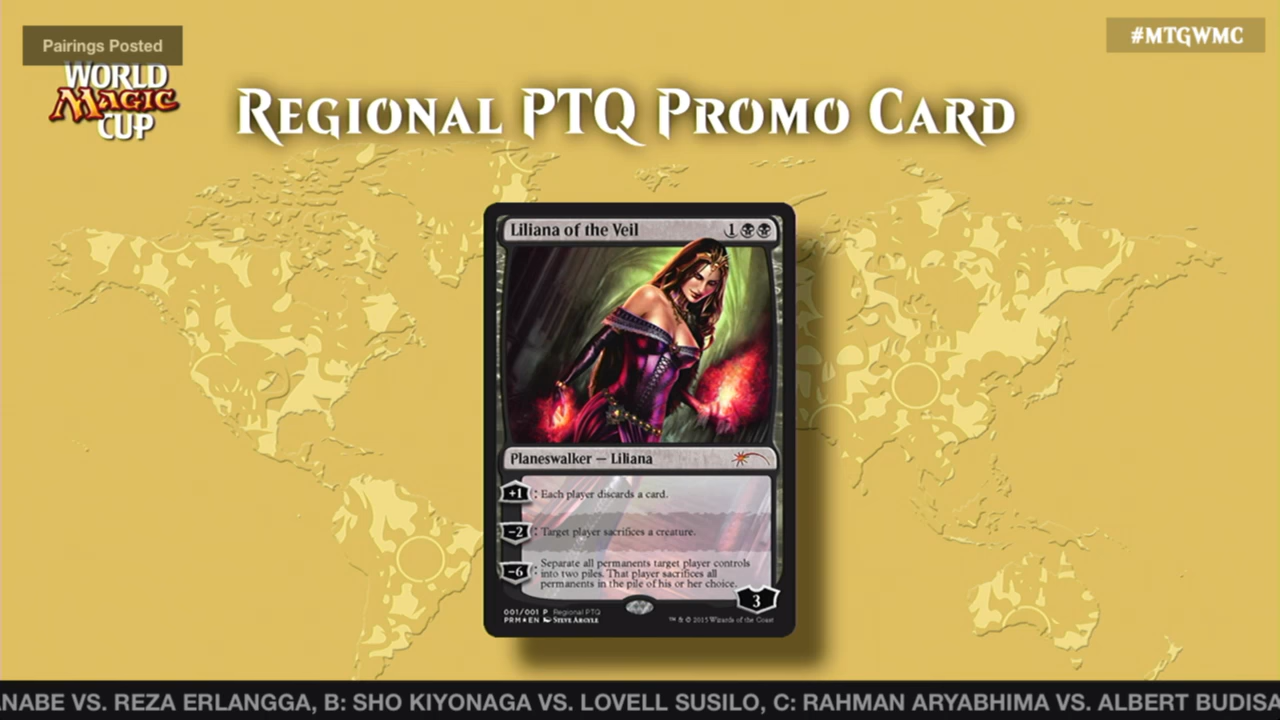 Pairings Posted
#MTGWMC
WORLD
MAGIC
CUP
REGIONAL PTQ PROMO CARD
Liliana of the Veil 1
Planeswalker — Liliana
+1: Each player discards a card.
−2: Target player sacrifices a creature.
−6: Separate all permanents target player controls
into two piles. That player sacrifices all
permanents in the pile of his or her choice.
3
001/001 P Regional PTQ
PRM★EN STEVE ARGYLE
™ & © 2015 Wizards of the Coast
ANABE VS. REZA ERLANGGA, B: SHO KIYONAGA VS. LOVELL SUSILO, C: RAHMAN ARYABHIMA VS. ALBERT BUDISA